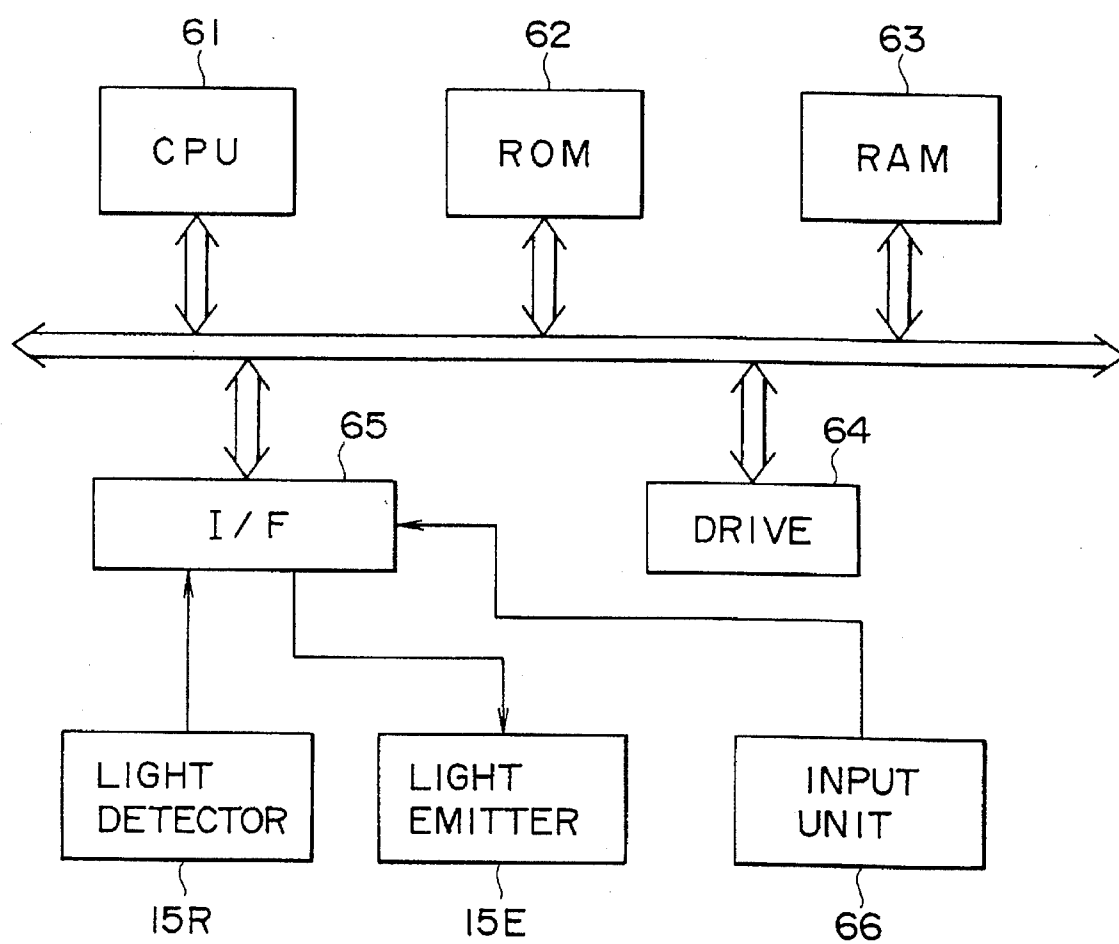 61
62
63
CPU
ROM
RAM
65
64
I/F
DRIVE
LIGHT
DETECTOR
LIGHT
EMITTER
INPUT
UNIT
15R
15E
66